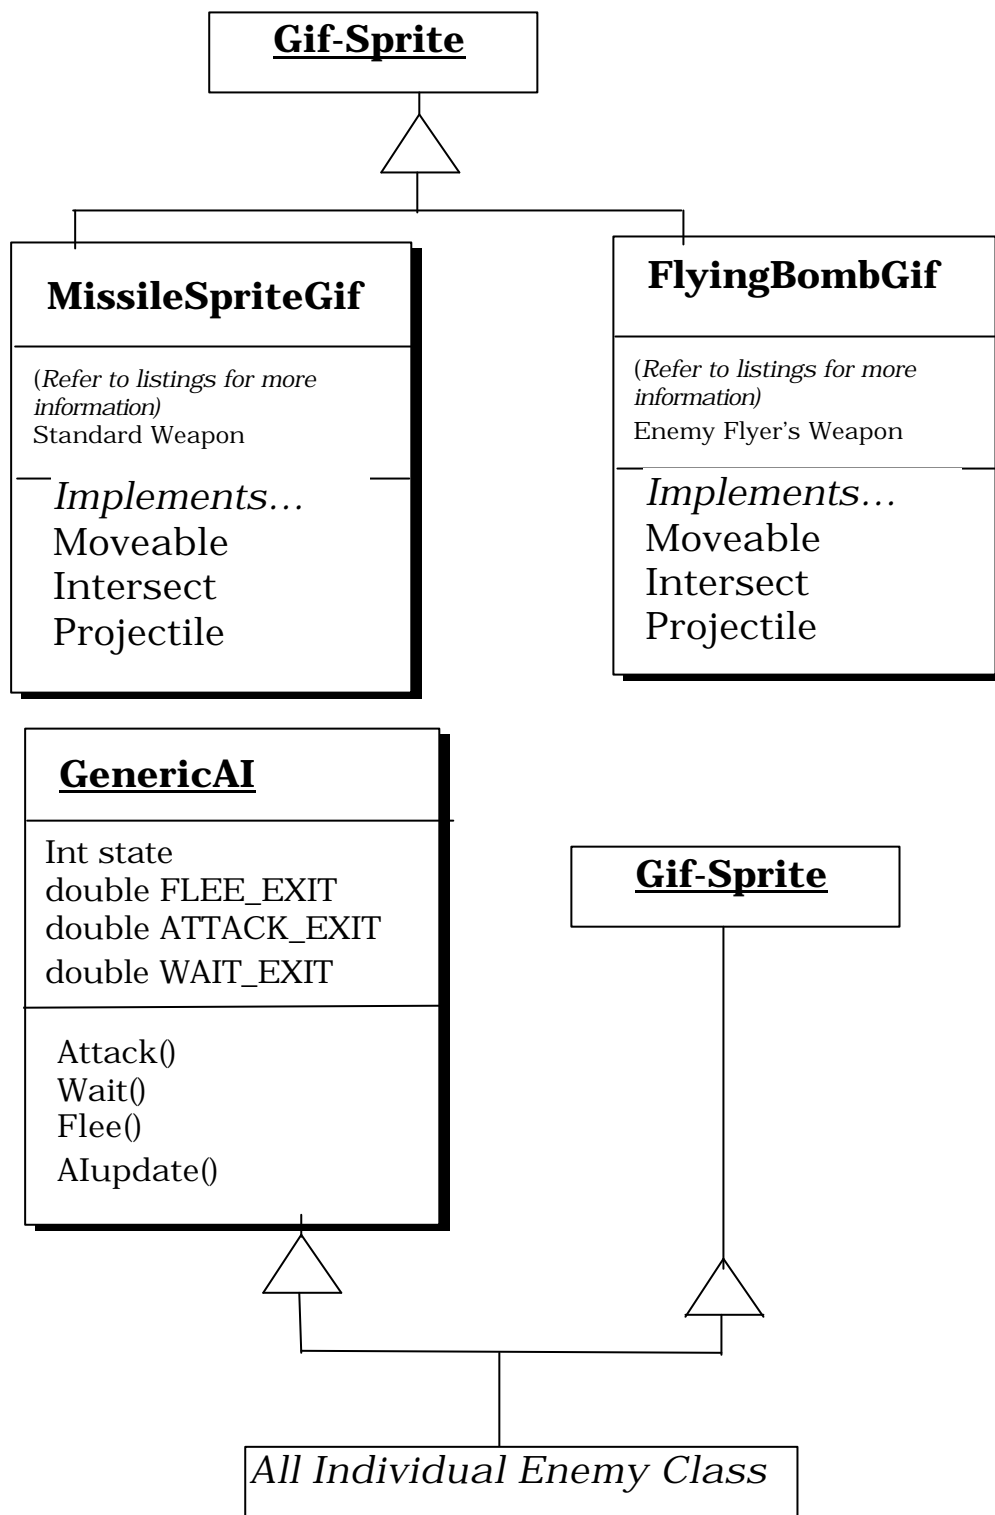 Gif-Sprite
MissileSpriteGif
(Refer to listings for more
information)
Standard Weapon
Implements…
Moveable
Intersect
Projectile
FlyingBombGif
(Refer to listings for more
information)
Enemy Flyer’s Weapon
Implements…
Moveable
Intersect
Projectile
GenericAI
Int state
double FLEE_EXIT
double ATTACK_EXIT
double WAIT_EXIT
Attack()
Wait()
Flee()
AIupdate()
Gif-Sprite
All Individual Enemy Class